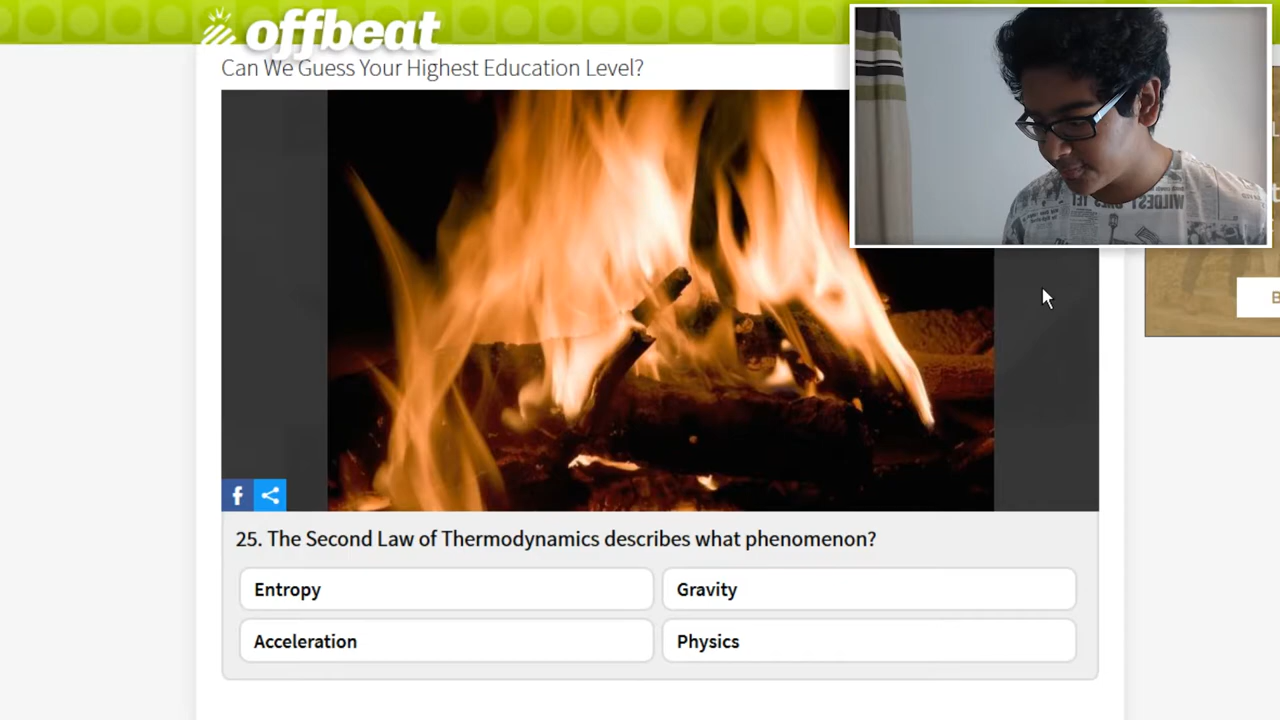 offbeat
Can We Guess Your Highest Education Level?
25. The Second Law of Thermodynamics describes what phenomenon?
Entropy
Gravity
Acceleration
Physics